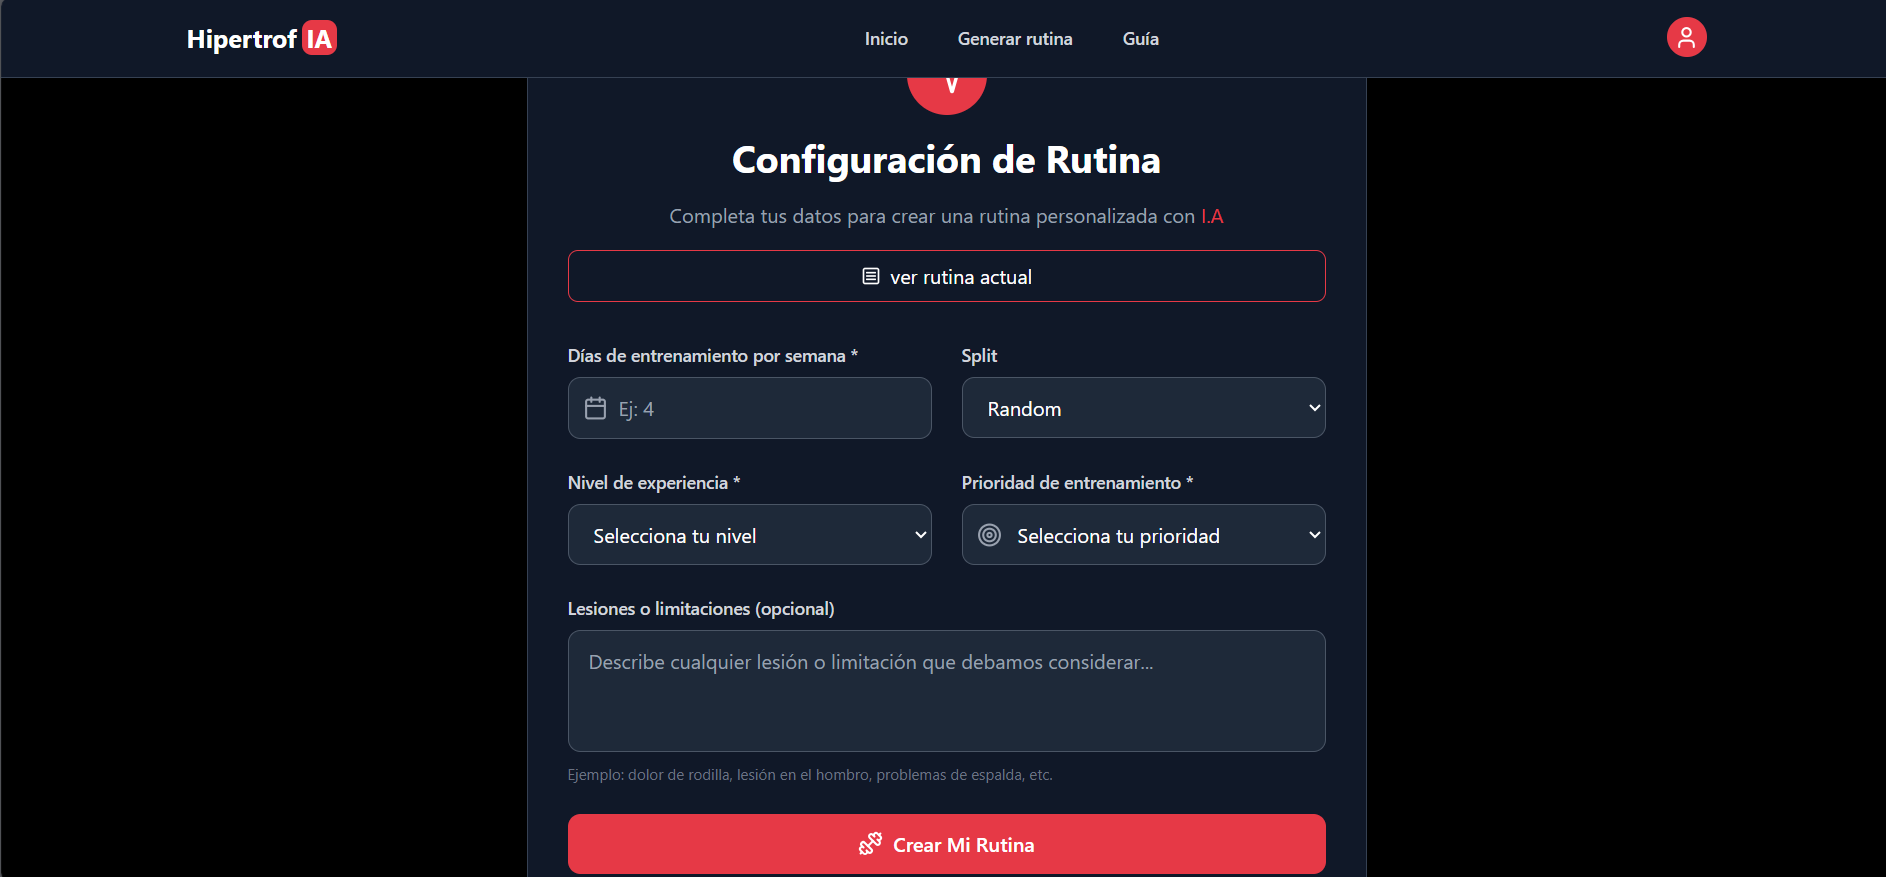 Hipertrof IA
Inicio
Generar rutina
Guía
Configuración de Rutina
Completa tus datos para crear una rutina personalizada con I.A
ver rutina actual
Días de entrenamiento por semana *
Split
Ej: 4
Random
Nivel de experiencia *
Prioridad de entrenamiento *
Selecciona tu nivel
Selecciona tu prioridad
Lesiones o limitaciones (opcional)
Describe cualquier lesión o limitación que debamos considerar...
Ejemplo: dolor de rodilla, lesión en el hombro, problemas de espalda, etc.
Crear Mi Rutina